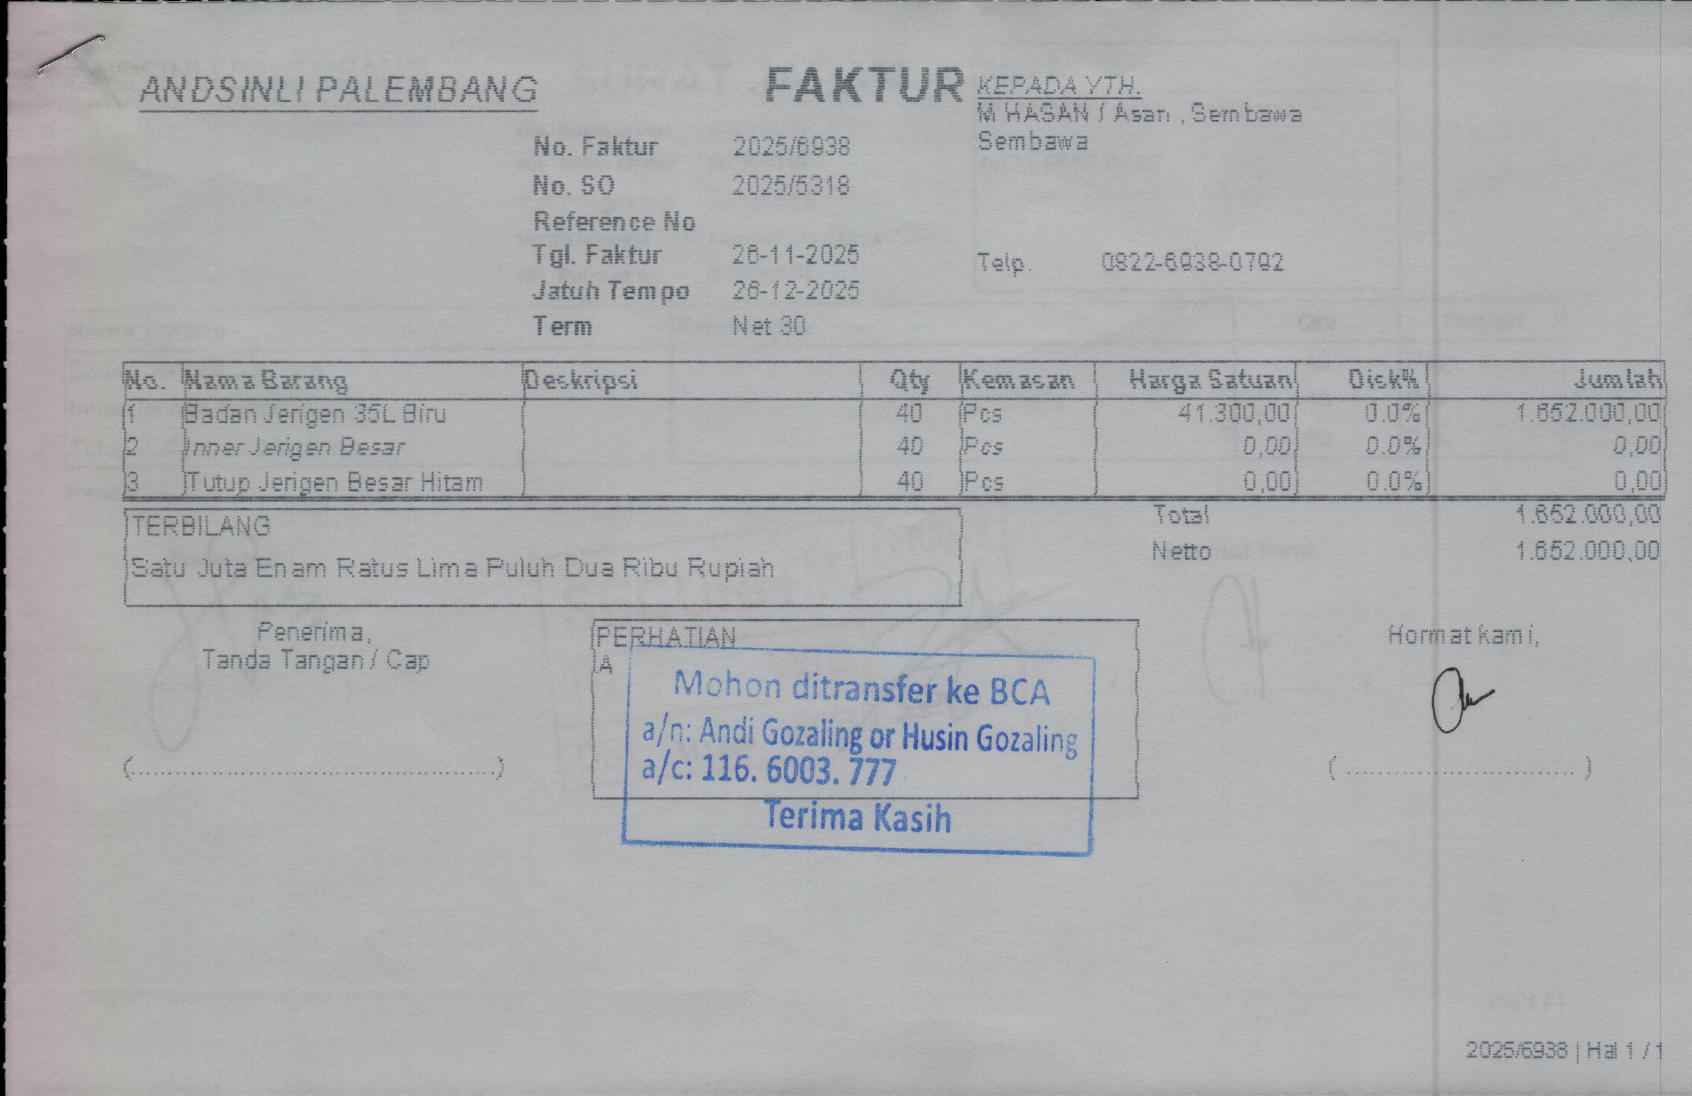 ANDSINLI PALEMBANG
FAKTUR
KEPADA YTH.
M HASAN / Asan , Sembawa
Sembawa
No. Faktur 2025/6938
No. SO 2025/5318
Reference No
Tgl. Faktur 26-11-2025
Jatuh Tempo 26-12-2025
Term Net 30
Telp. 0822-6938-0792
No. Nama Barang Deskripsi Qty Kemasan Harga Satuan Disk% Jumlah
1 Badan Jerigen 35L Biru 40 Pcs 41.300,00 0.0% 1.652.000,00
2 Inner Jerigen Besar 40 Pcs 0,00 0.0% 0,00
3 Tutup Jerigen Besar Hitam 40 Pcs 0,00 0.0% 0,00
Total 1.652.000,00
Netto 1.652.000,00
TERBILANG
Satu Juta Enam Ratus Lima Puluh Dua Ribu Rupiah
Penerima,
Tanda Tangan / Cap
(................................................)
PERHATIAN
A
Mohon ditransfer ke BCA
a/n: Andi Gozaling or Husin Gozaling
a/c: 116. 6003. 777
Terima Kasih
Hormat kami,
( .............................. )
2025/6938 | Hal 1 / 1